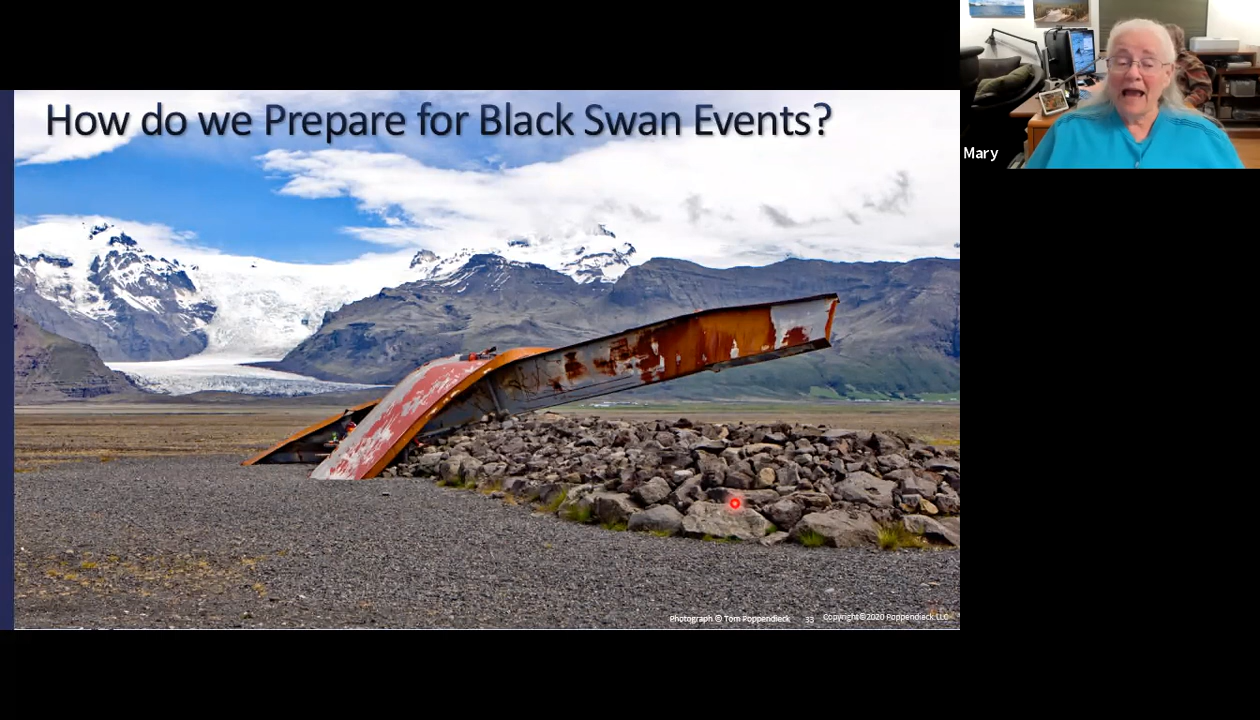 How do we Prepare for Black Swan Events?
Mary
Photograph © Tom Poppendieck 33 Copyright©2020 Poppendieck.LLC